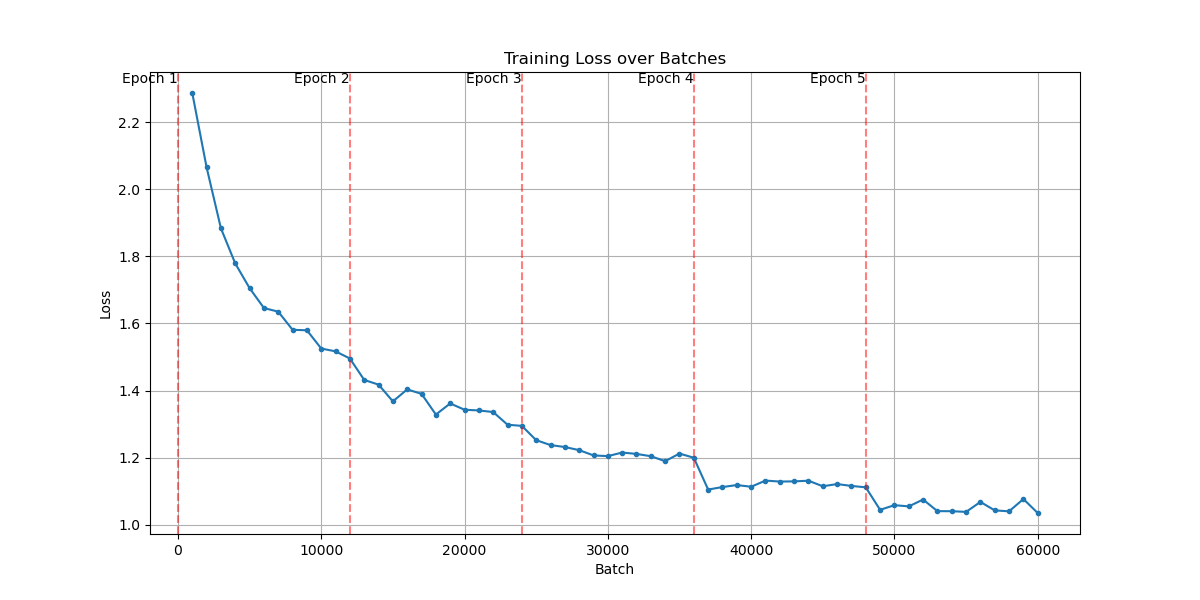 Training Loss over Batches
Epoch 1 Epoch 2 Epoch 3 Epoch 4 Epoch 5
2.2
2.0
1.8
1.6
1.4
1.2
1.0
Loss
0 10000 20000 30000 40000 50000 60000
Batch